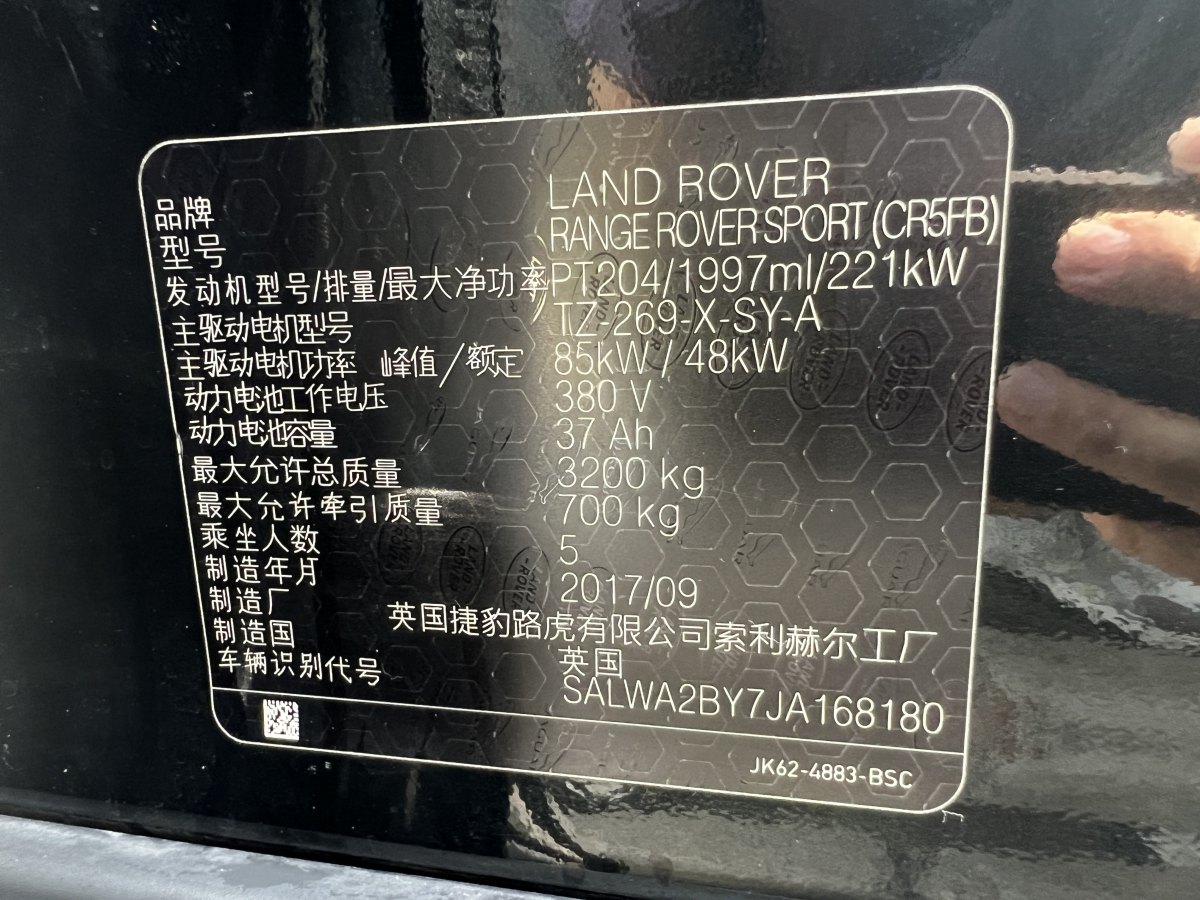 品牌 LAND ROVER
型号 RANGE ROVER SPORT (CR5FB)
发动机型号/排量/最大净功率 PT204/1997ml/221kW
主驱动电机型号 TZ-269-X-SY-A
主驱动电机功率 峰值/额定 85kW / 48kW
动力电池工作电压 380 V
动力电池容量 37 Ah
最大允许总质量 3200 kg
最大允许牵引质量 700 kg
乘坐人数 5
制造年月 2017/09
制造厂 英国捷豹路虎有限公司索利赫尔工厂
制造国 英国
车辆识别代号 SALWA2BY7JA168180
JK62-4883-BSC